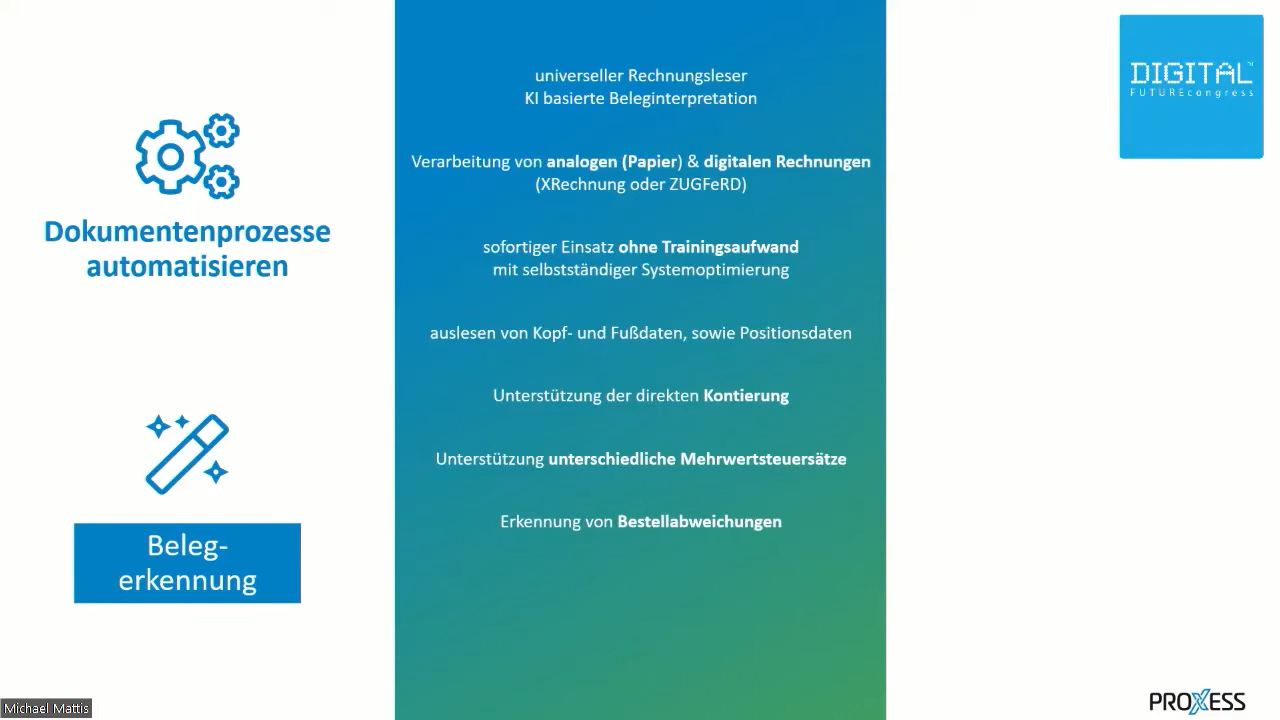 Dokumentenprozesse
automatisieren
Beleg-
erkennung
universeller Rechnungsleser
KI basierte Beleginterpretation
Verarbeitung von analogen (Papier) & digitalen Rechnungen
(XRechnung oder ZUGFeRD)
sofortiger Einsatz ohne Trainingsaufwand
mit selbstständiger Systemoptimierung
auslesen von Kopf- und Fußdaten, sowie Positionsdaten
Unterstützung der direkten Kontierung
Unterstützung unterschiedliche Mehrwertsteuersätze
Erkennung von Bestellabweichungen
DIGITAL™
FUTUREcongress
PROXESS
Michael Mattis